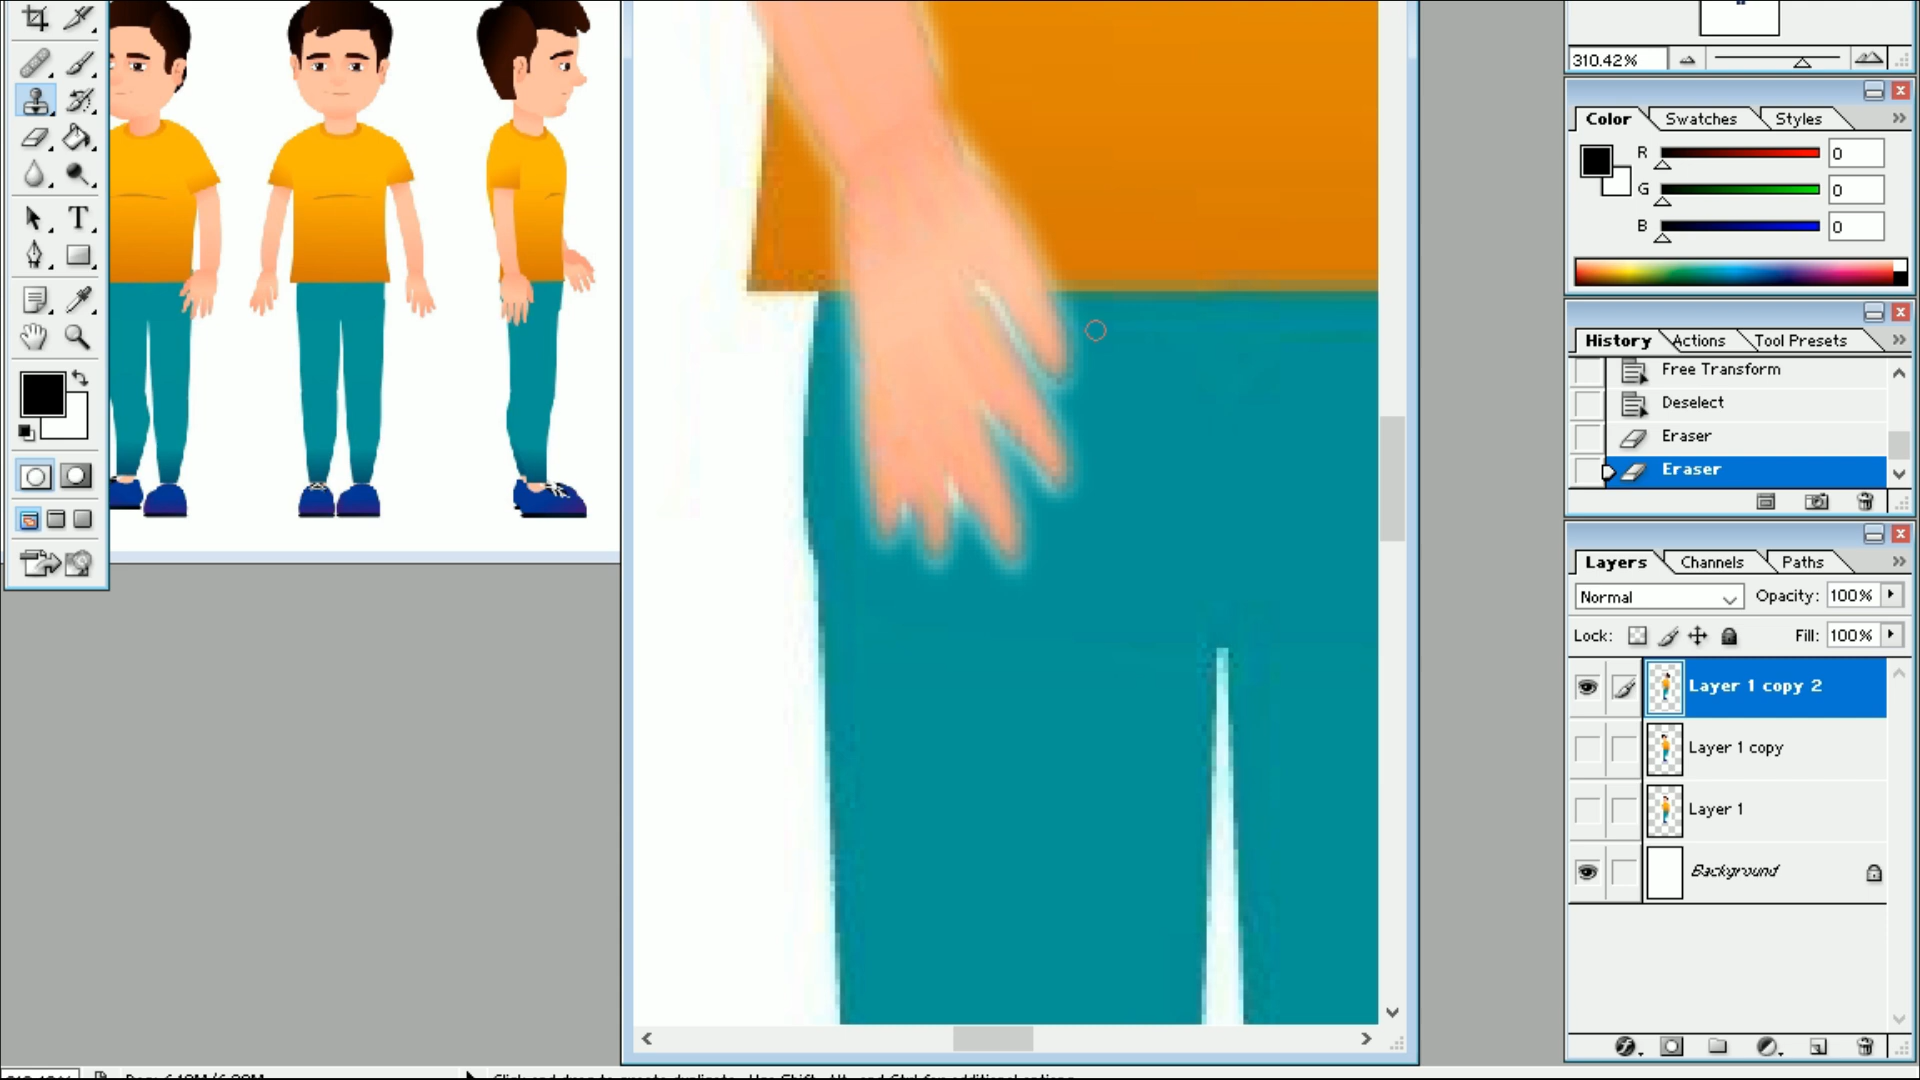 310.42%
Color Swatches Styles
R 0
G 0
B 0
History Actions Tool Presets
Free Transform
Deselect
Eraser
Eraser
Layers Channels Paths
Normal Opacity: 100%
Lock: Fill: 100%
Layer 1 copy 2
Layer 1 copy
Layer 1
Background
T